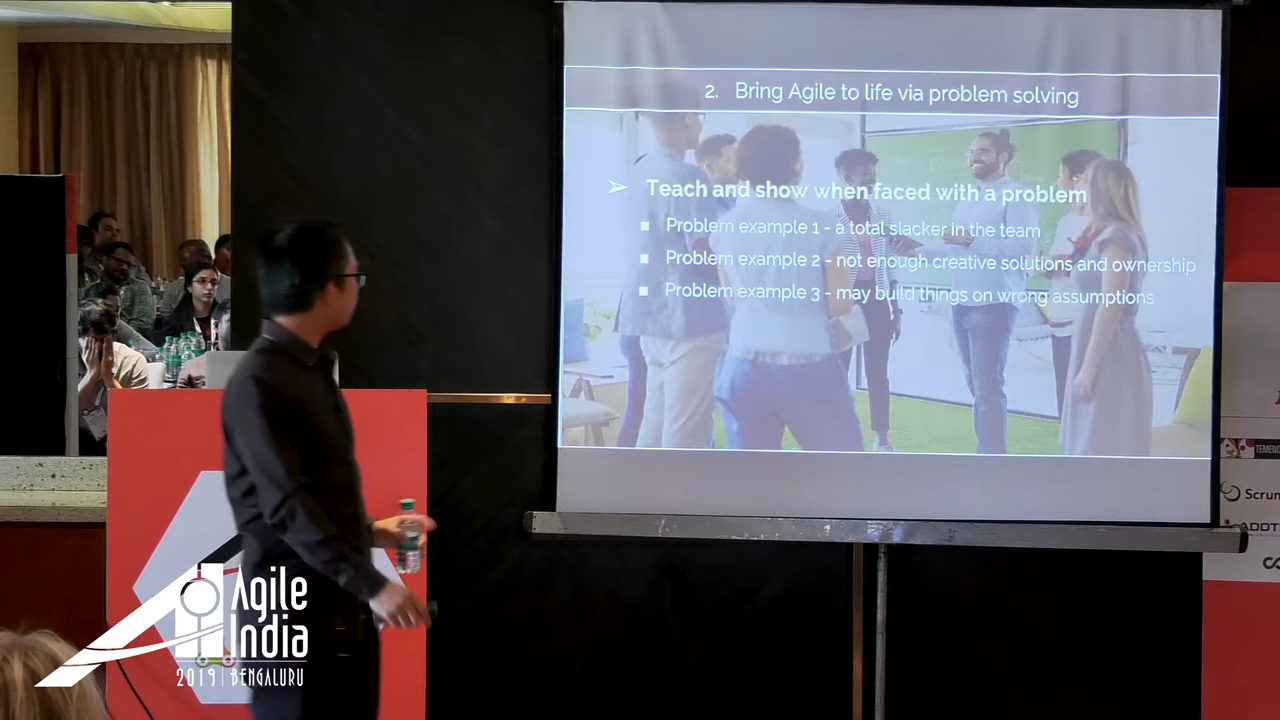 2. Bring Agile to life via problem solving
➢ Teach and show when faced with a problem
▪ Problem example 1 - a total slacker in the team
▪ Problem example 2 - not enough creative solutions and ownership
▪ Problem example 3 - may build things on wrong assumptions
Agile
India
2019 | BENGALURU